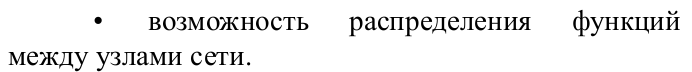 • возможность распределения функций
между узлами сети.